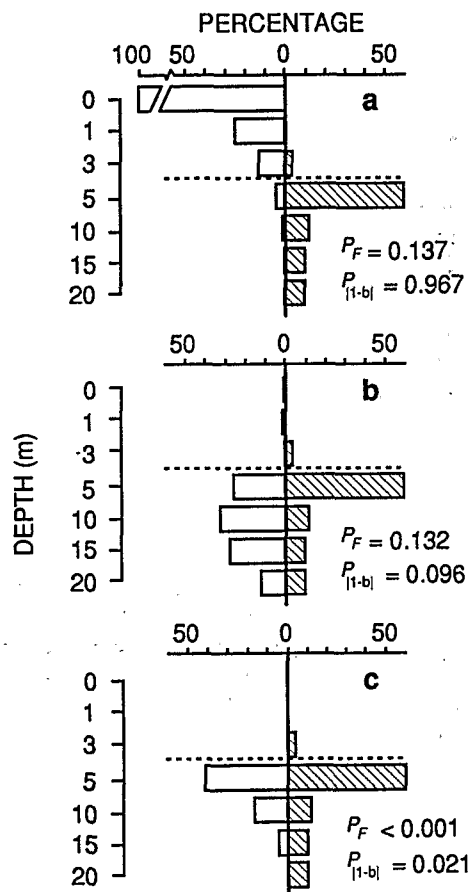 PERCENTAGE
100 50 0 50
0
a
1
3
5
10
15
20
P_F = 0.137
P_|1-b| = 0.967
50 0 50
0
b
1
3
5
10
15
20
DEPTH (m)
P_F = 0.132
P_|1-b| = 0.096
50 0 50
0
c
1
3
5
10
15
20
P_F < 0.001
P_|1-b| = 0.021